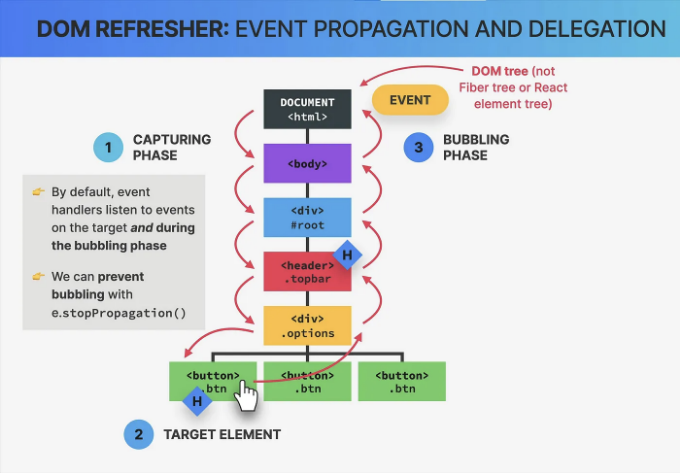 DOM REFRESHER: EVENT PROPAGATION AND DELEGATION
DOM tree (not
Fiber tree or React
element tree)
EVENT
DOCUMENT
<html>
1
CAPTURING
PHASE
3
BUBBLING
PHASE
<body>
👉 By default, event
handlers listen to events
on the target and during
the bubbling phase
👉 We can prevent
bubbling with
e.stopPropagation()
<div>
#root
H
<header>
.topbar
<div>
.options
<button>
.btn
H
<button>
.btn
<button>
.btn
2
TARGET ELEMENT